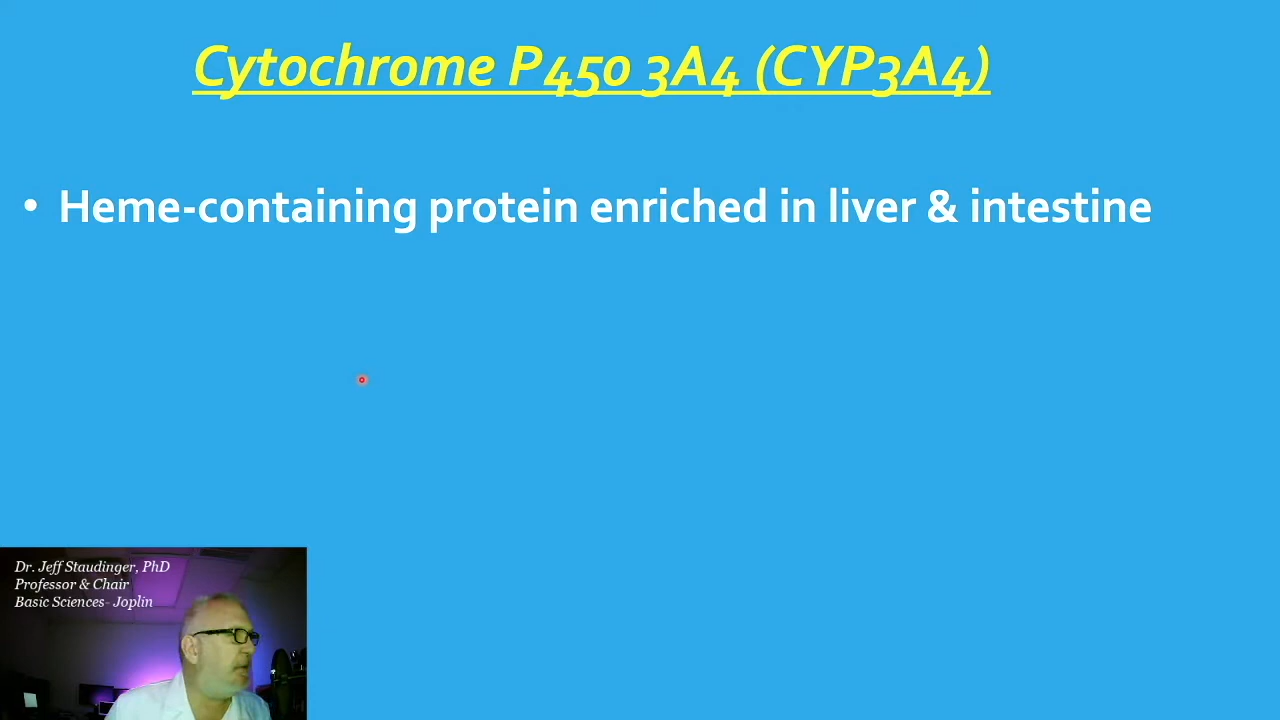 Cytochrome P450 3A4 (CYP3A4)
• Heme-containing protein enriched in liver & intestine
Dr. Jeff Staudinger, PhD
Professor & Chair
Basic Sciences- Joplin